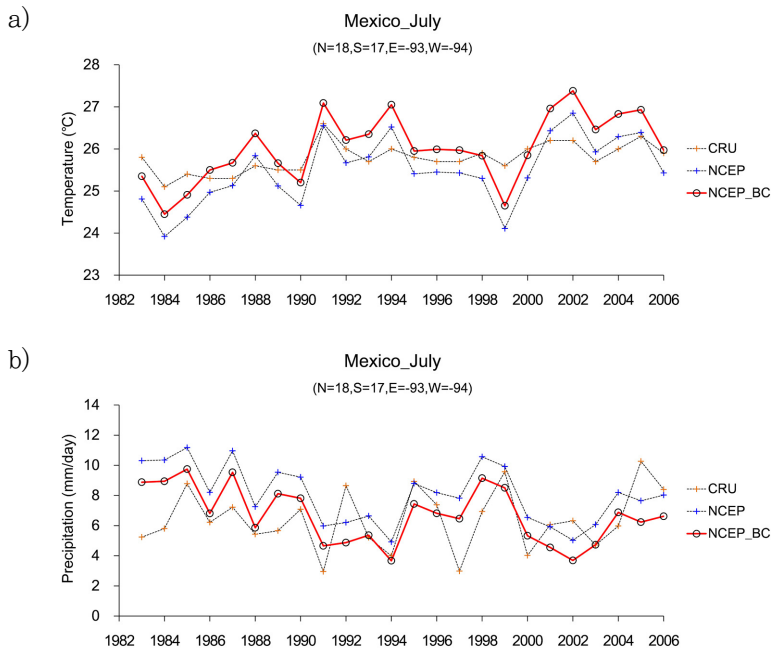 a)
Mexico_July
(N=18,S=17,E=-93,W=-94)
Temperature (°C)
28
27
26
25
24
23
1982 1984 1986 1988 1990 1992 1994 1996 1998 2000 2002 2004 2006
CRU
NCEP
NCEP_BC
b)
Mexico_July
(N=18,S=17,E=-93,W=-94)
Precipitation (mm/day)
14
12
10
8
6
4
2
0
1982 1984 1986 1988 1990 1992 1994 1996 1998 2000 2002 2004 2006
CRU
NCEP
NCEP_BC